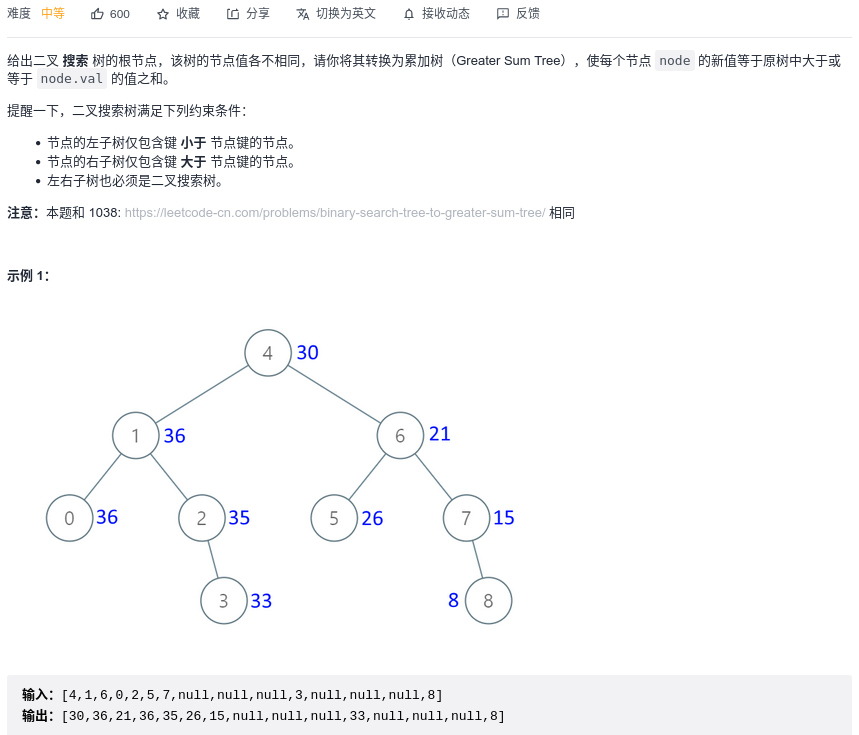 难度 中等 600 收藏 分享 切换为英文 接收动态 反馈
给出二叉 搜索 树的根节点，该树的节点值各不相同，请你将其转换为累加树（Greater Sum Tree），使每个节点 node 的新值等于原树中大于或
等于 node.val 的值之和。
提醒一下，二叉搜索树满足下列约束条件：
• 节点的左子树仅包含键 小于 节点键的节点。
• 节点的右子树仅包含键 大于 节点键的节点。
• 左右子树也必须是二叉搜索树。
注意：本题和 1038: https://leetcode-cn.com/problems/binary-search-tree-to-greater-sum-tree/ 相同
示例 1：
4 30
1 36 6 21
0 36 2 35 5 26 7 15
3 33 8 8
输入：[4,1,6,0,2,5,7,null,null,null,3,null,null,null,8]
输出：[30,36,21,36,35,26,15,null,null,null,33,null,null,null,8]